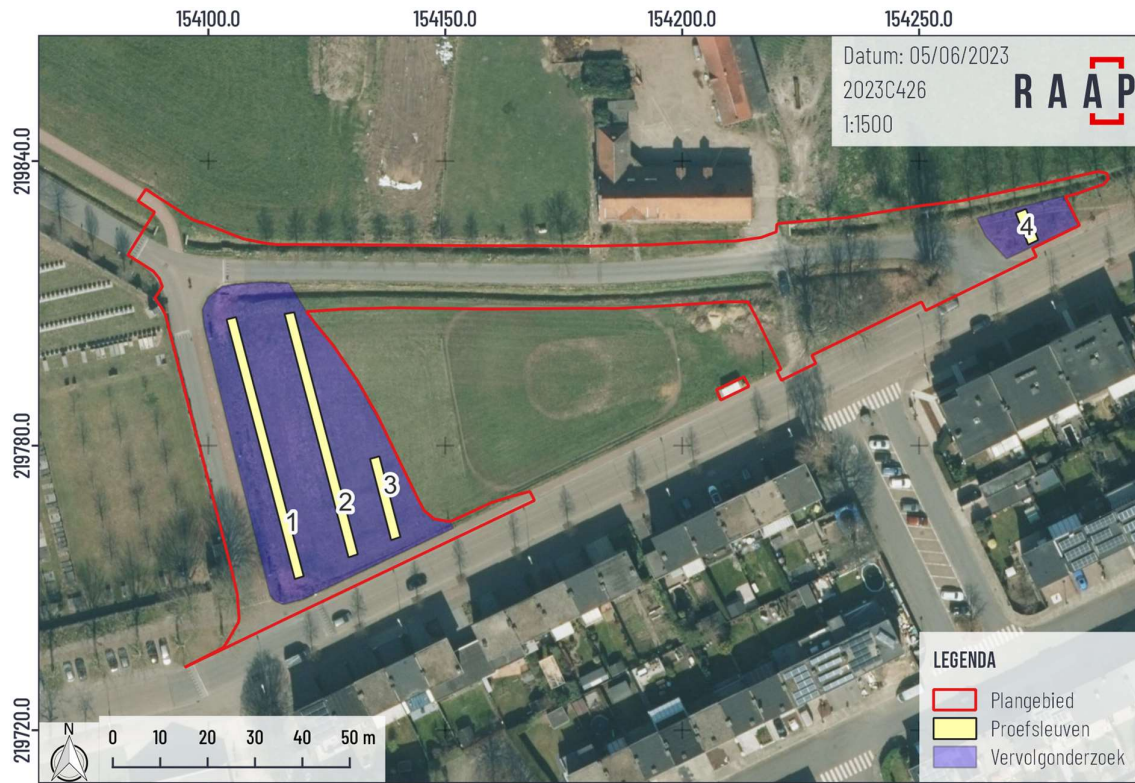 154100.0 154150.0 154200.0 154250.0
Datum: 05/06/2023
2023C426
1:1500
RAAP
219840.0
219780.0
219720.0
4
3
2
1
N
0 10 20 30 40 50 m
LEGENDA
Plangebied
Proefsleuven
Vervolgonderzoek